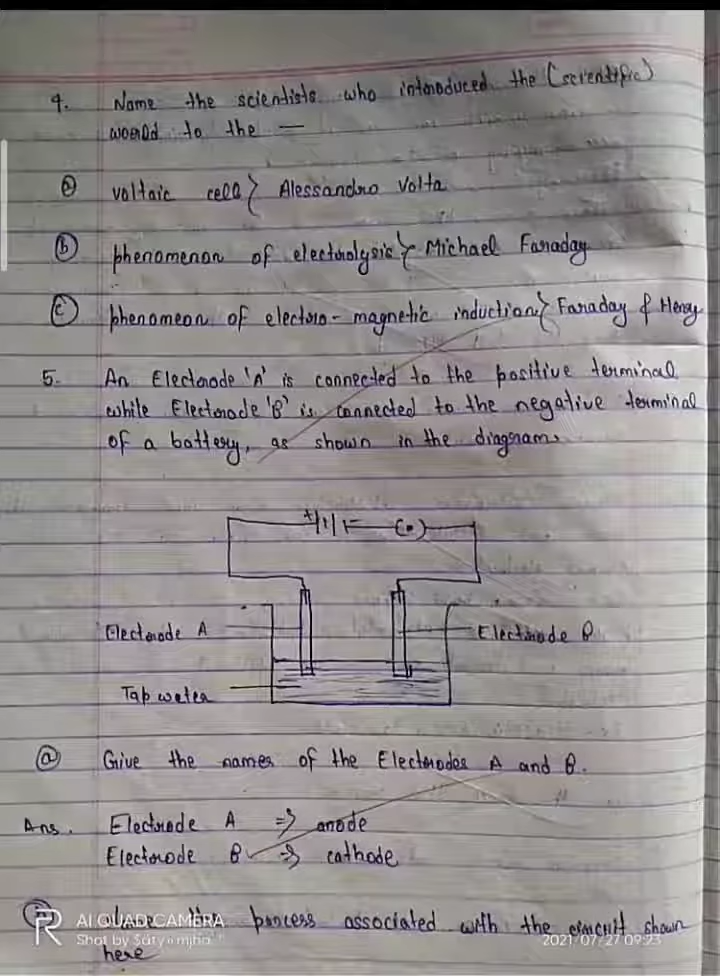 4. Name the scientists who introduced the (scientific)
world to the —
ⓐ voltaic cell} Alessandro Volta
ⓑ phenomenon of electrolysis} Michael Faraday
ⓒ phenomeon of electro-magnetic induction} Faraday & Henry
5. An Electrode 'A' is connected to the positive terminal
while Electrode 'B' is connected to the negative terminal
of a battery, as shown in the diagram.
+
Electrode A
Electrode B
Tap water
ⓐ Give the names of the Electrodes A and B.
Ans. Electrode A ⇒ anode
Electrode B ⇒ cathode
the process associated with the circuit shown
here
AI QUAD CAMERA
Shot by
2021/07/27 09:23